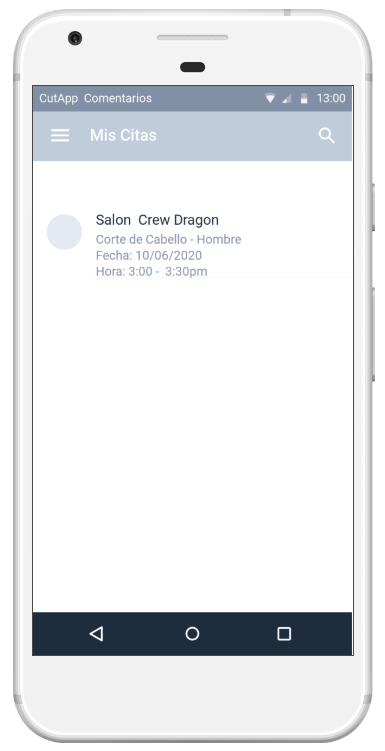 CutApp Comentarios 13:00
Mis Citas
Salon Crew Dragon
Corte de Cabello - Hombre
Fecha: 10/06/2020
Hora: 3:00 - 3:30pm